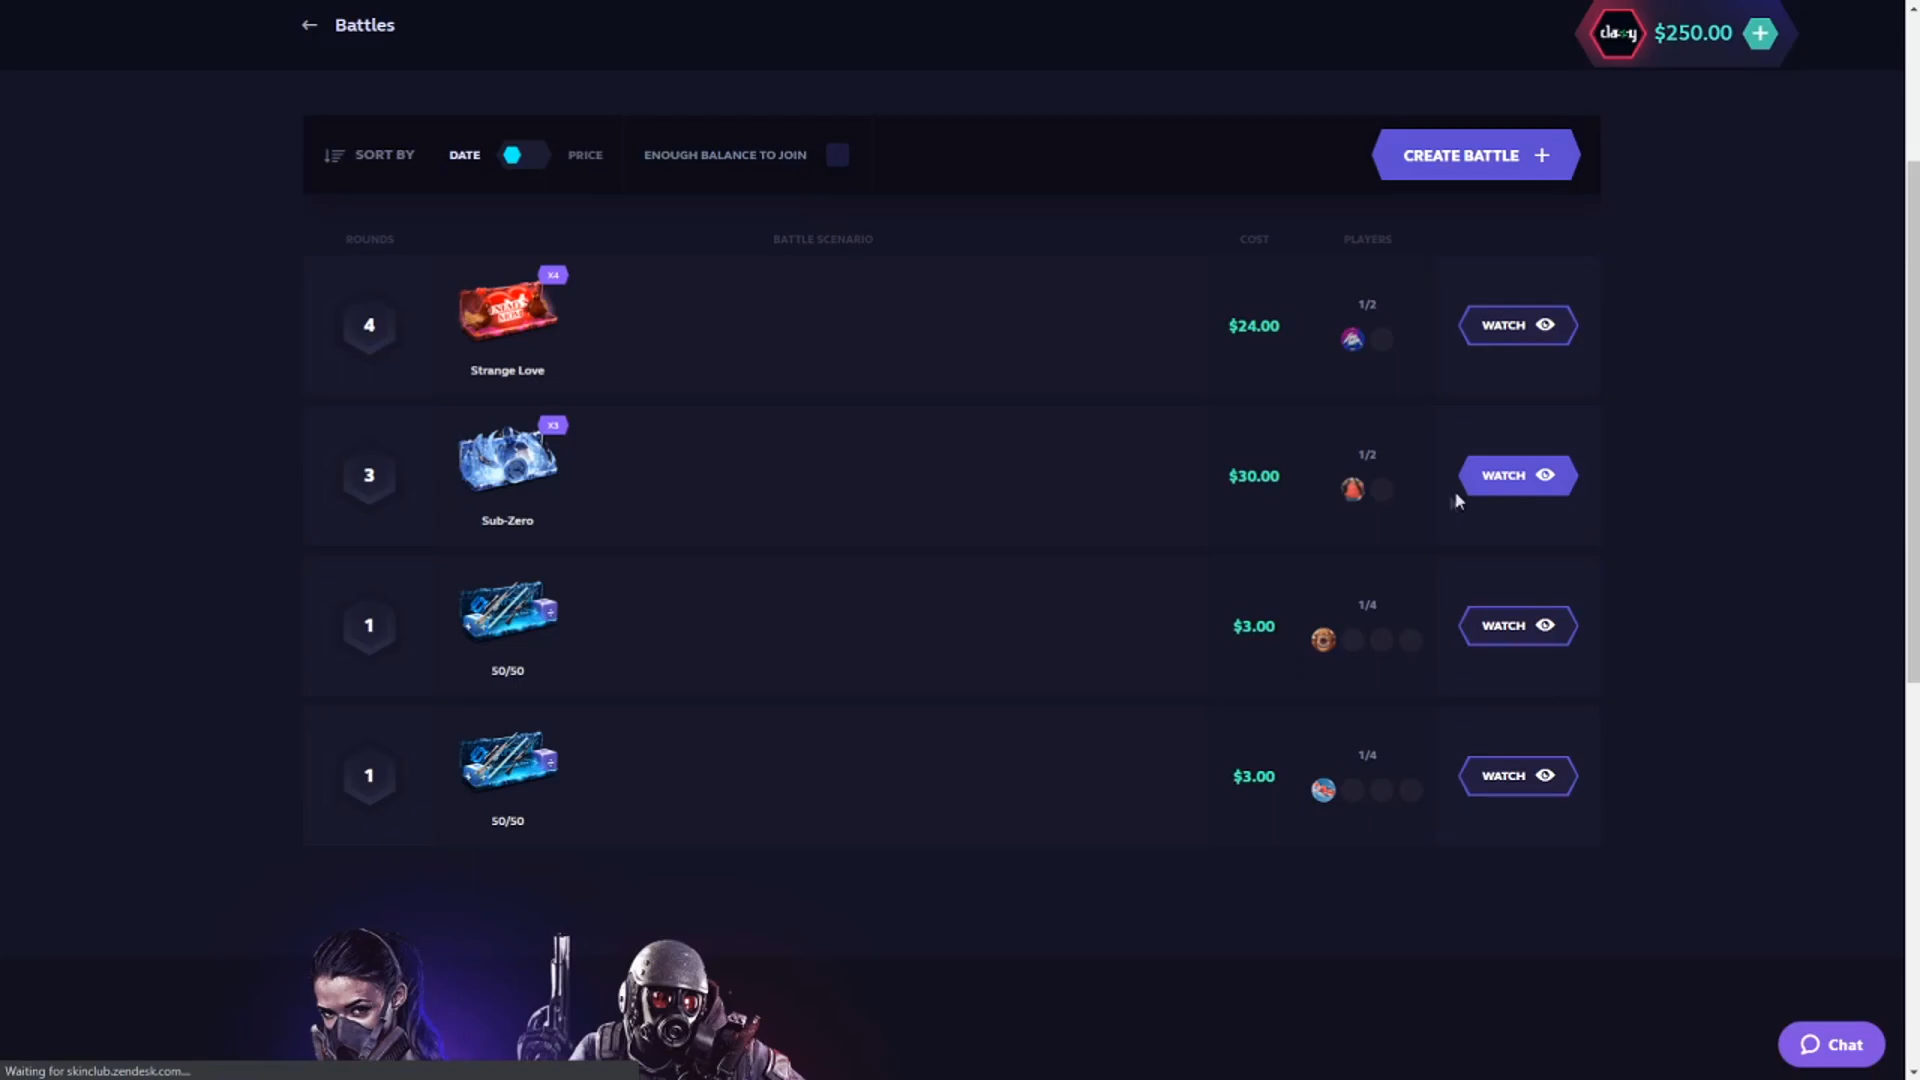 Battles
classy $250.00 +
SORT BY DATE PRICE ENOUGH BALANCE TO JOIN CREATE BATTLE +
ROUNDS BATTLE SCENARIO COST PLAYERS
X4
1/2
4 $24.00 WATCH
Strange Love
X3
1/2
3 $30.00 WATCH
Sub-Zero
1/4
1 $3.00 WATCH
50/50
1/4
1 $3.00 WATCH
50/50
Chat
Waiting for skinclub.zendesk.com...